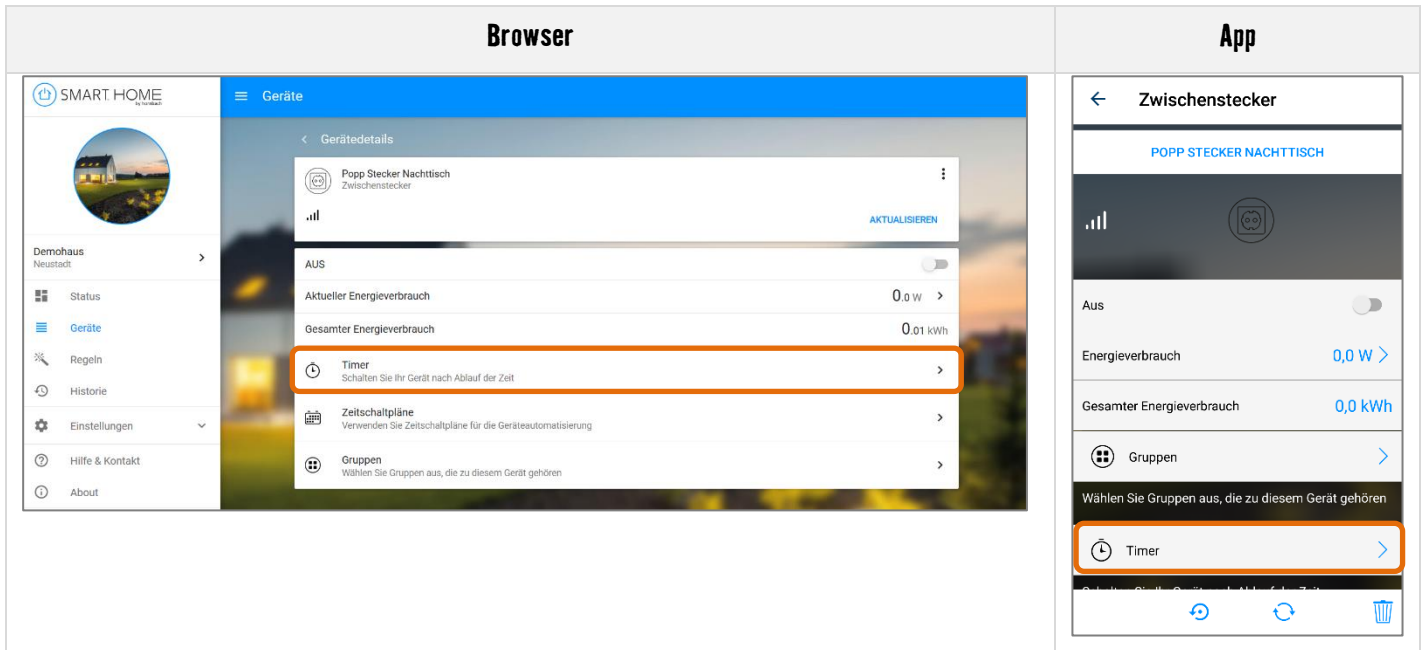 Browser
App
SMART HOME
by hornbach
Demohaus
Neustadt
Status
Geräte
Regeln
Historie
Einstellungen
Hilfe & Kontakt
About
Geräte
Gerätedetails
Popp Stecker Nachttisch
Zwischenstecker
AKTUALISIEREN
AUS
Aktueller Energieverbrauch 0.0 W
Gesamter Energieverbrauch 0.01 kWh
Timer
Schalten Sie Ihr Gerät nach Ablauf der Zeit
Zeitschaltpläne
Verwenden Sie Zeitschaltpläne für die Geräteautomatisierung
Gruppen
Wählen Sie Gruppen aus, die zu diesem Gerät gehören
Zwischenstecker
POPP STECKER NACHTTISCH
Aus
Energieverbrauch 0,0 W
Gesamter Energieverbrauch 0,0 kWh
Gruppen
Wählen Sie Gruppen aus, die zu diesem Gerät gehören
Timer